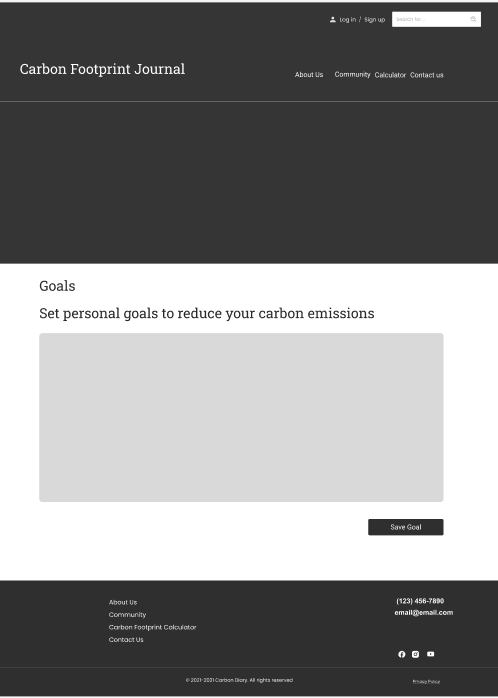 Log in / Sign up
Search for...
Carbon Footprint Journal
About Us Community Calculator Contact us
Goals
Set personal goals to reduce your carbon emissions
Save Goal
About Us
Community
Carbon Footprint Calculator
Contact Us
(123) 456-7890
email@email.com
© 2021-2021 Carbon Diary. All rights reserved
Privacy Policy